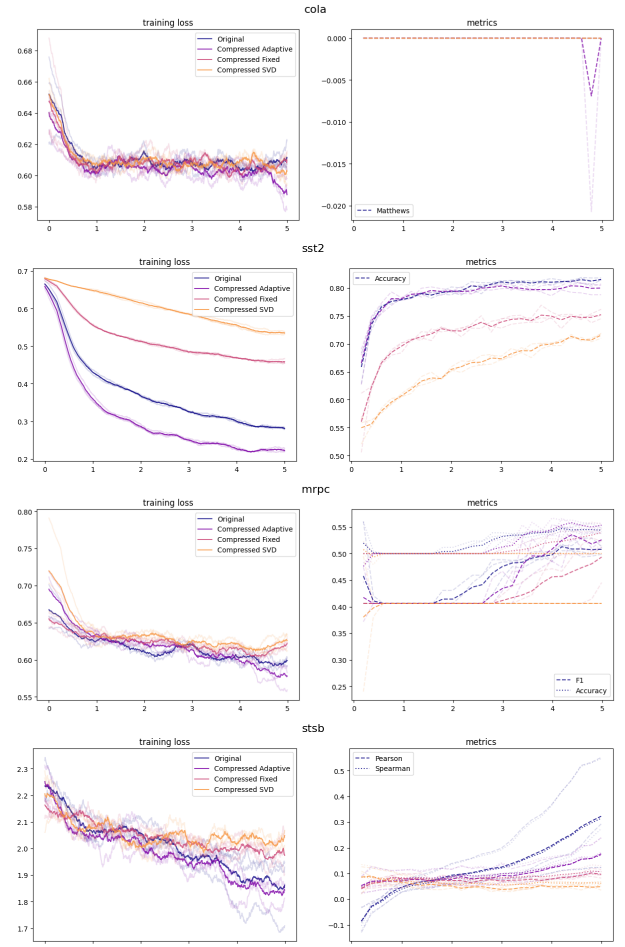 cola
training loss
metrics
Original
Compressed Adaptive
Compressed Fixed
Compressed SVD
0.68
0.66
0.64
0.62
0.60
0.58
0 1 2 3 4 5
0.000
−0.005
−0.010
−0.015
−0.020
Matthews
0 1 2 3 4 5
sst2
training loss
metrics
Original
Compressed Adaptive
Compressed Fixed
Compressed SVD
0.7
0.6
0.5
0.4
0.3
0.2
0 1 2 3 4 5
Accuracy
0.80
0.75
0.70
0.65
0.60
0.55
0.50
0 1 2 3 4 5
mrpc
training loss
metrics
Original
Compressed Adaptive
Compressed Fixed
Compressed SVD
0.80
0.75
0.70
0.65
0.60
0.55
0 1 2 3 4 5
0.55
0.50
0.45
0.40
0.35
0.30
0.25
F1
Accuracy
0 1 2 3 4 5
stsb
training loss
metrics
Original
Compressed Adaptive
Compressed Fixed
Compressed SVD
2.3
2.2
2.1
2.0
1.9
1.8
1.7
Pearson
Spearman
0.5
0.4
0.3
0.2
0.1
0.0
−0.1